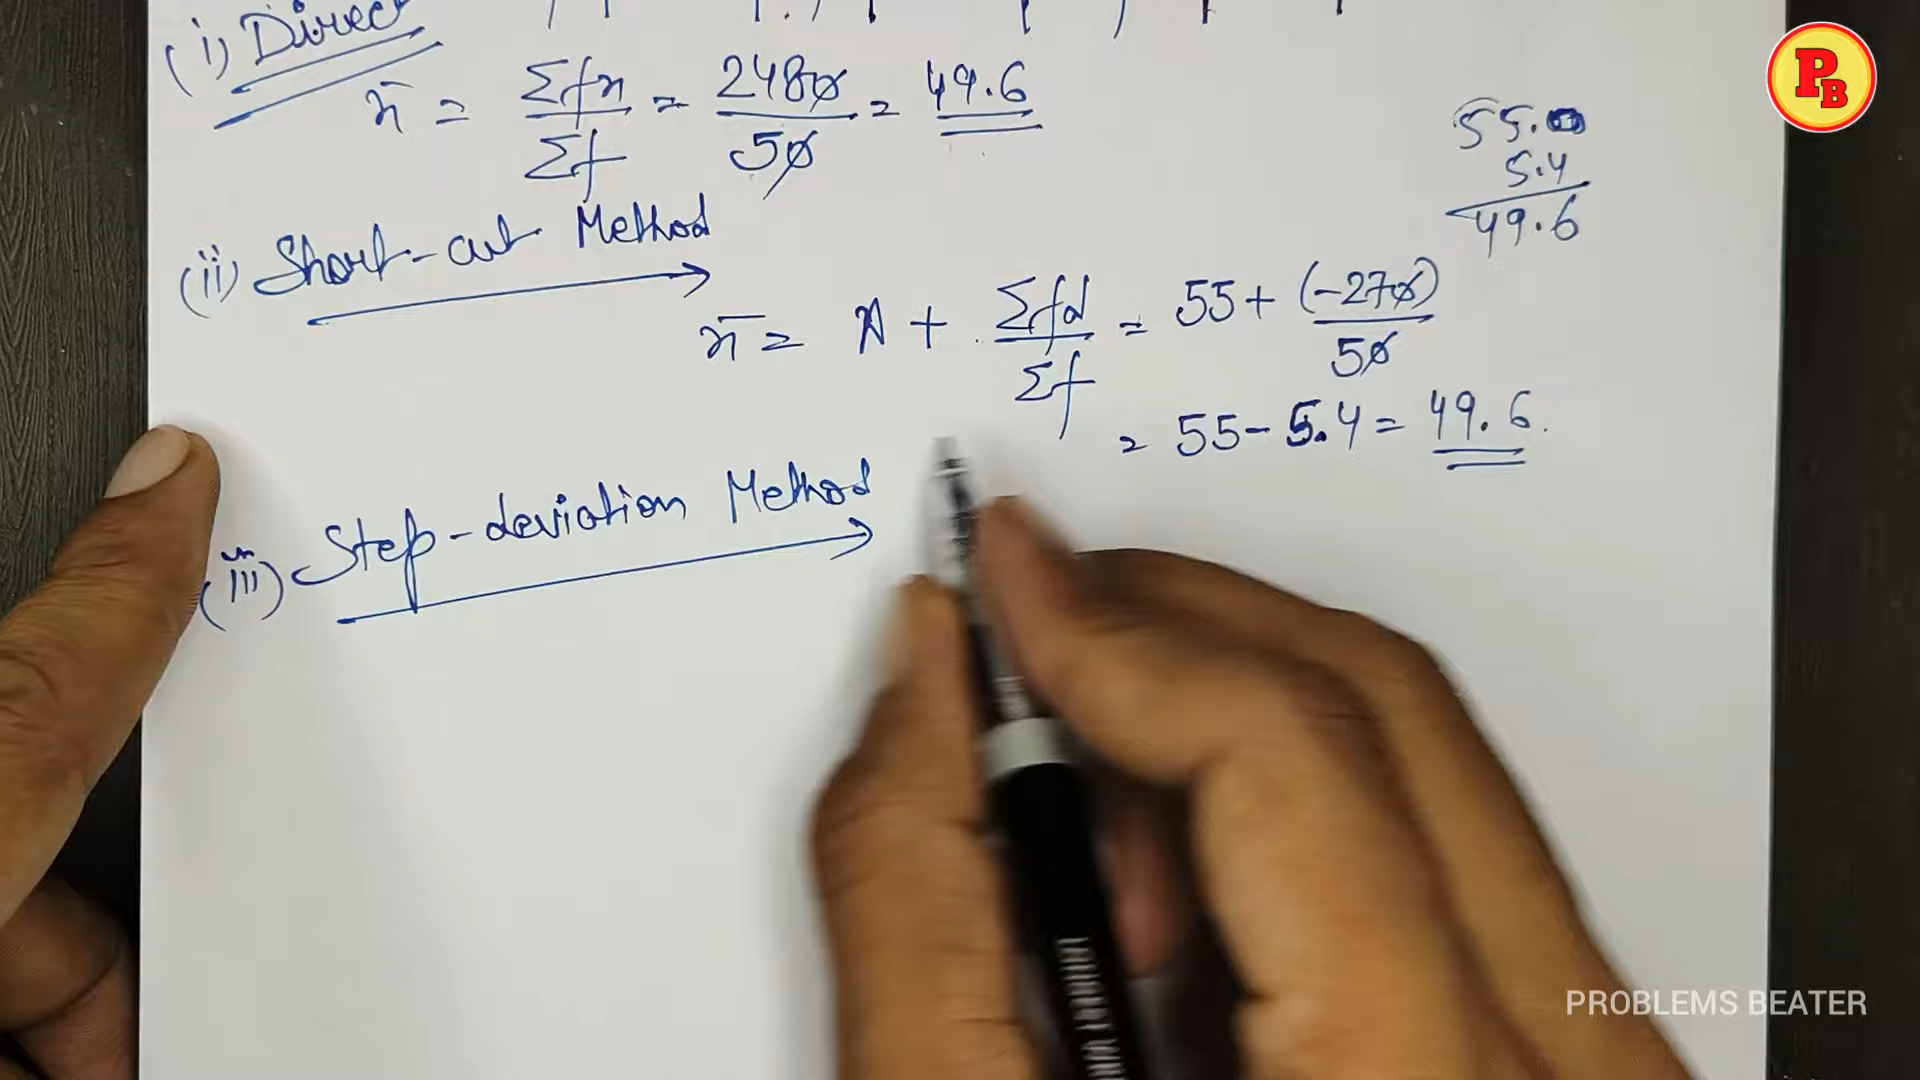 (i) Direct
x̄ = Σfx/Σf = 2480/50 = 49.6
55.0
5.4
49.6
(ii) Short-cut Method
x̄ = A + Σfd/Σf = 55 + (-270)/50
= 55 - 5.4 = 49.6
(iii) Step-deviation Method
PB
PROBLEMS BEATER